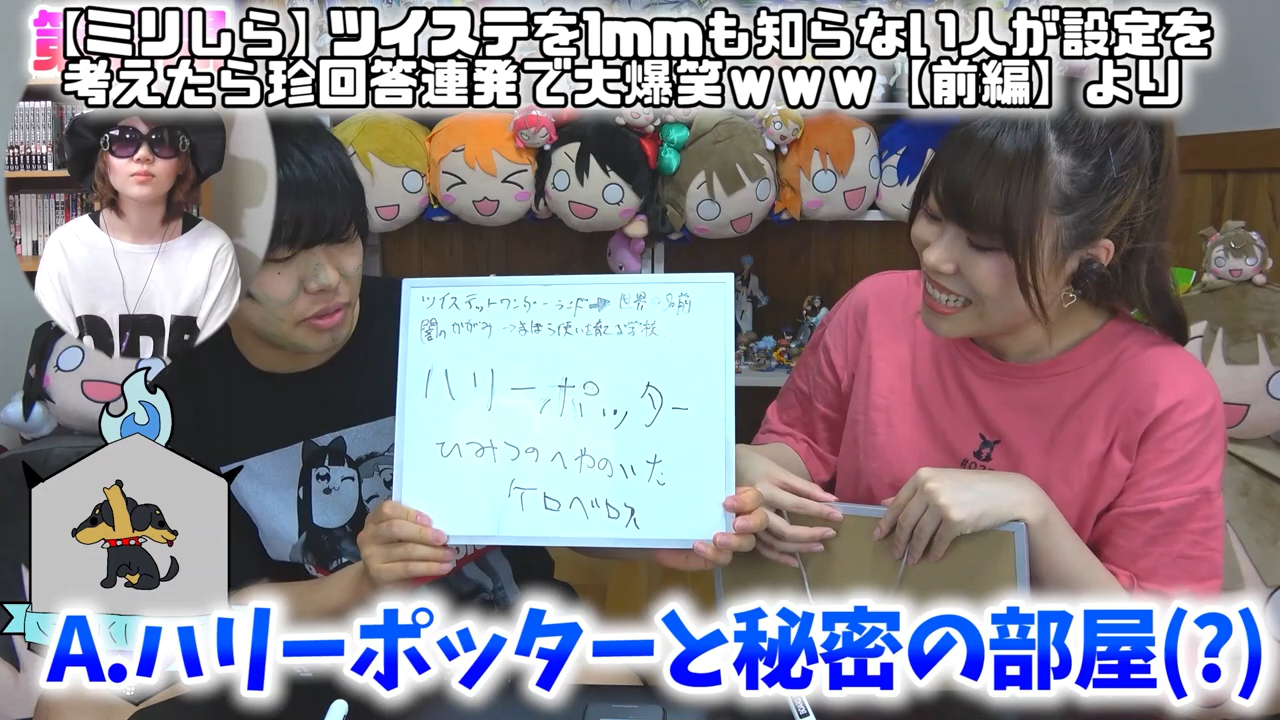 【ミリしら】ツイステを1mmも知らない人が設定を
考えたら珍回答連発で大爆笑www【前編】より
ツイステットワンダーランド→世界の名前
闇のかがみ→まほう使いを育てる学校
ハリーポッター
ひみつのへやのいた
ケロベロス
A.ハリーポッターと秘密の部屋(?)